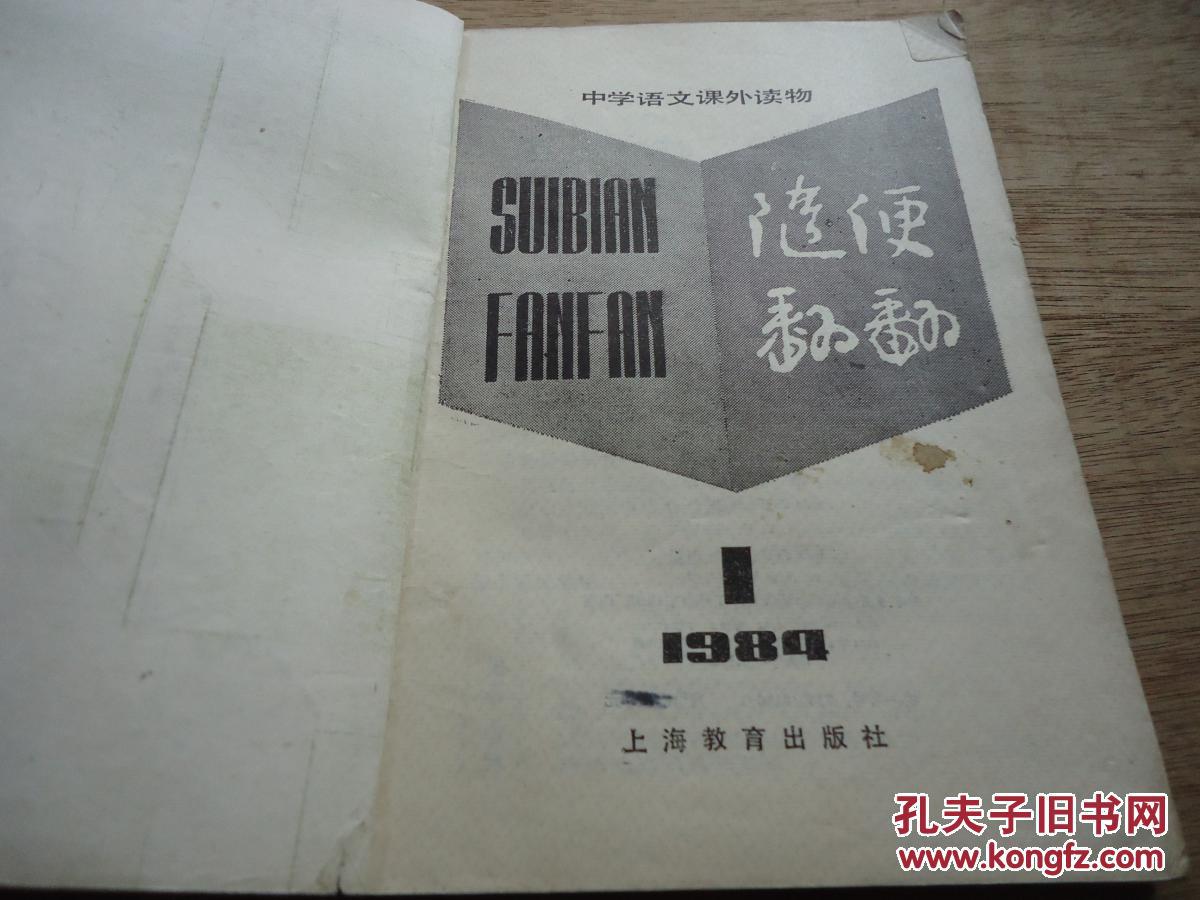 中学语文课外读物
SUIBIAN
FANFAN
隨便
翻翻
1
1984
上海教育出版社
孔夫子旧书网
www.kongfz.com